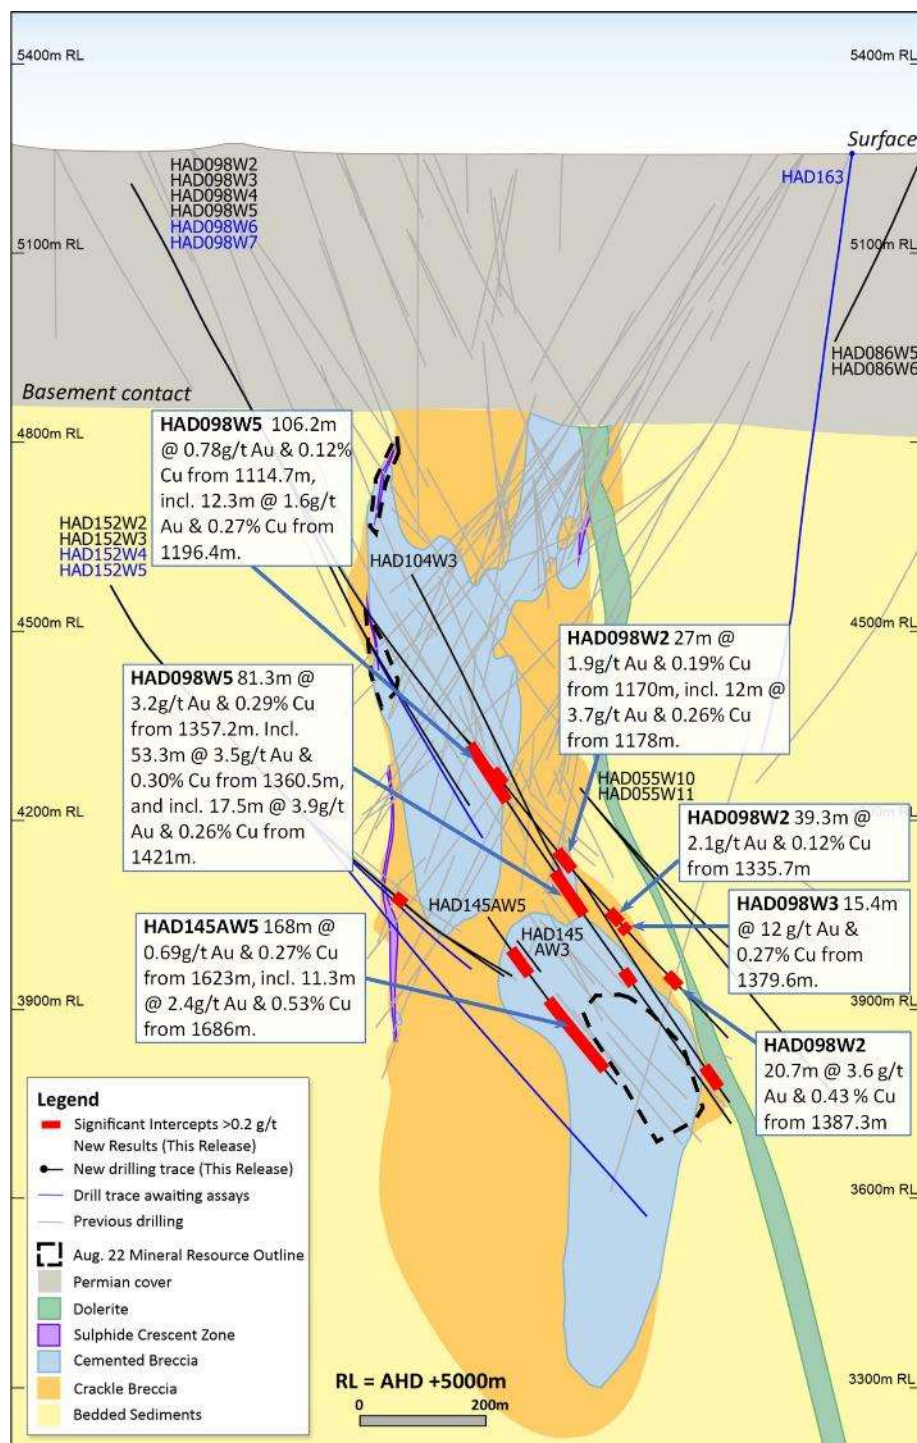 5400m RL
5400m RL
Surface
HAD098W2
HAD098W3
HAD098W4
HAD098W5
HAD098W6
HAD098W7
HAD163
5100m RL
5100m RL
HAD086W5
HAD086W6
Basement contact
4800m RL
4800m RL
HAD098W5 106.2m
@ 0.78g/t Au & 0.12%
Cu from 1114.7m,
incl. 12.3m @ 1.6g/t
Au & 0.27% Cu from
1196.4m.
HAD152W2
HAD152W3
HAD152W4
HAD152W5
HAD104W3
4500m RL
4500m RL
HAD098W2 27m @
1.9g/t Au & 0.19% Cu
from 1170m, incl. 12m @
3.7g/t Au & 0.26% Cu
from 1178m.
HAD098W5 81.3m @
3.2g/t Au & 0.29% Cu
from 1357.2m. Incl.
53.3m @ 3.5g/t Au &
0.30% Cu from 1360.5m,
and incl. 17.5m @ 3.9g/t
Au & 0.26% Cu from
1421m.
HAD055W10
HAD055W11
4200m RL
RL
HAD098W2 39.3m @
2.1g/t Au & 0.12% Cu
from 1335.7m
HAD145AW5
HAD145
AW3
HAD098W3 15.4m
@ 12 g/t Au &
0.27% Cu from
1379.6m.
HAD145AW5 168m @
0.69g/t Au & 0.27% Cu
from 1623m, incl. 11.3m
@ 2.4g/t Au & 0.53% Cu
from 1686m.
3900m RL
3900m RL
HAD098W2
20.7m @ 3.6 g/t
Au & 0.43 % Cu
from 1387.3m
Legend
Significant Intercepts >0.2 g/t
New Results (This Release)
New drilling trace (This Release)
Drill trace awaiting assays
Previous drilling
Aug. 22 Mineral Resource Outline
Permian cover
Dolerite
Sulphide Crescent Zone
Cemented Breccia
Crackle Breccia
Bedded Sediments
3600m RL
3300m RL
RL = AHD +5000m
0 200m